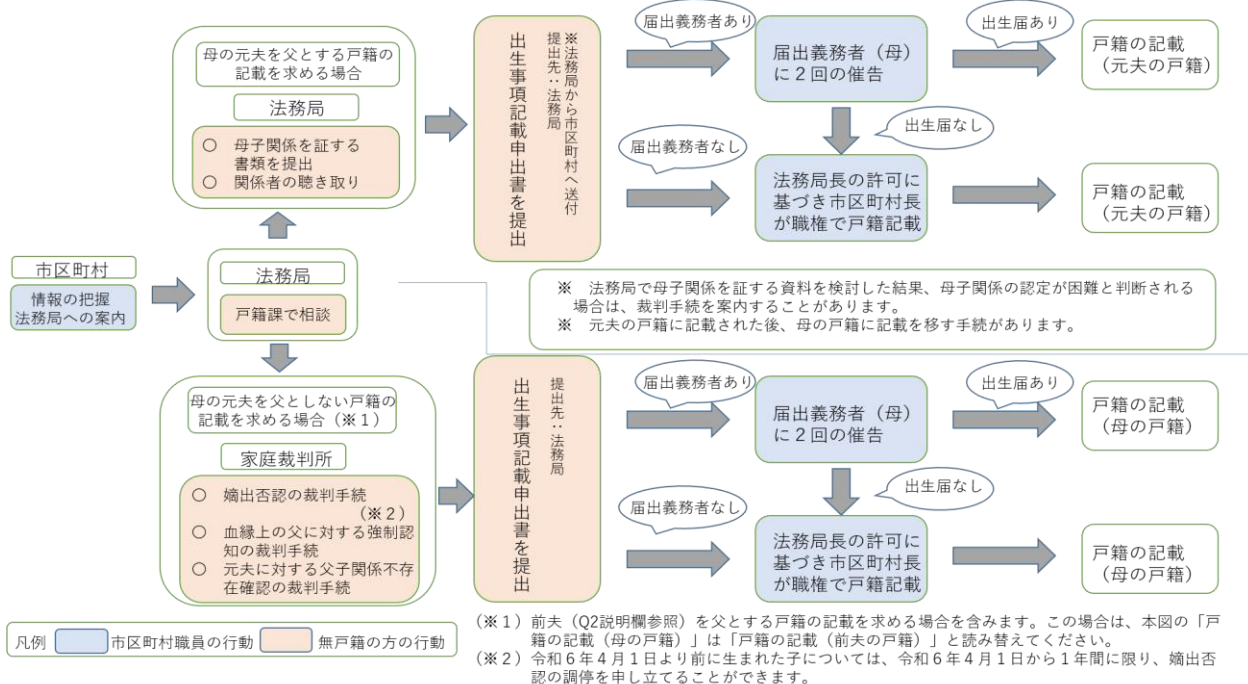 市区町村
情報の把握
法務局への案内
法務局
戸籍課で相談
母の元夫を父とする戸籍の
記載を求める場合
法務局
○ 母子関係を証する
書類を提出
○ 関係者の聴き取り
出生事項記載申出書を提出
提出先：法務局
※法務局から市区町村へ送付
届出義務者あり
届出義務者（母）
に２回の催告
出生届あり
戸籍の記載
（元夫の戸籍）
出生届なし
届出義務者なし
法務局長の許可に
基づき市区町村長
が職権で戸籍記載
戸籍の記載
（元夫の戸籍）
※ 法務局で母子関係を証する資料を検討した結果、母子関係の認定が困難と判断される
場合は、裁判手続を案内することがあります。
※ 元夫の戸籍に記載された後、母の戸籍に記載を移す手続があります。
母の元夫を父としない戸籍の
記載を求める場合（※１）
家庭裁判所
○ 嫡出否認の裁判手続
（※２）
○ 血縁上の父に対する強制認
知の裁判手続
○ 元夫に対する父子関係不存
在確認の裁判手続
出生事項記載申出書を提出
提出先：法務局
届出義務者あり
届出義務者（母）
に２回の催告
出生届あり
戸籍の記載
（母の戸籍）
出生届なし
届出義務者なし
法務局長の許可に
基づき市区町村長
が職権で戸籍記載
戸籍の記載
（母の戸籍）
凡例 市区町村職員の行動 無戸籍の方の行動
（※１）前夫（Q2説明欄参照）を父とする戸籍の記載を求める場合を含みます。この場合は、本図の「戸
籍の記載（母の戸籍）」は「戸籍の記載（前夫の戸籍）」と読み替えてください。
（※２）令和６年４月１日より前に生まれた子については、令和６年４月１日から１年間に限り、嫡出否
認の調停を申し立てることができます。